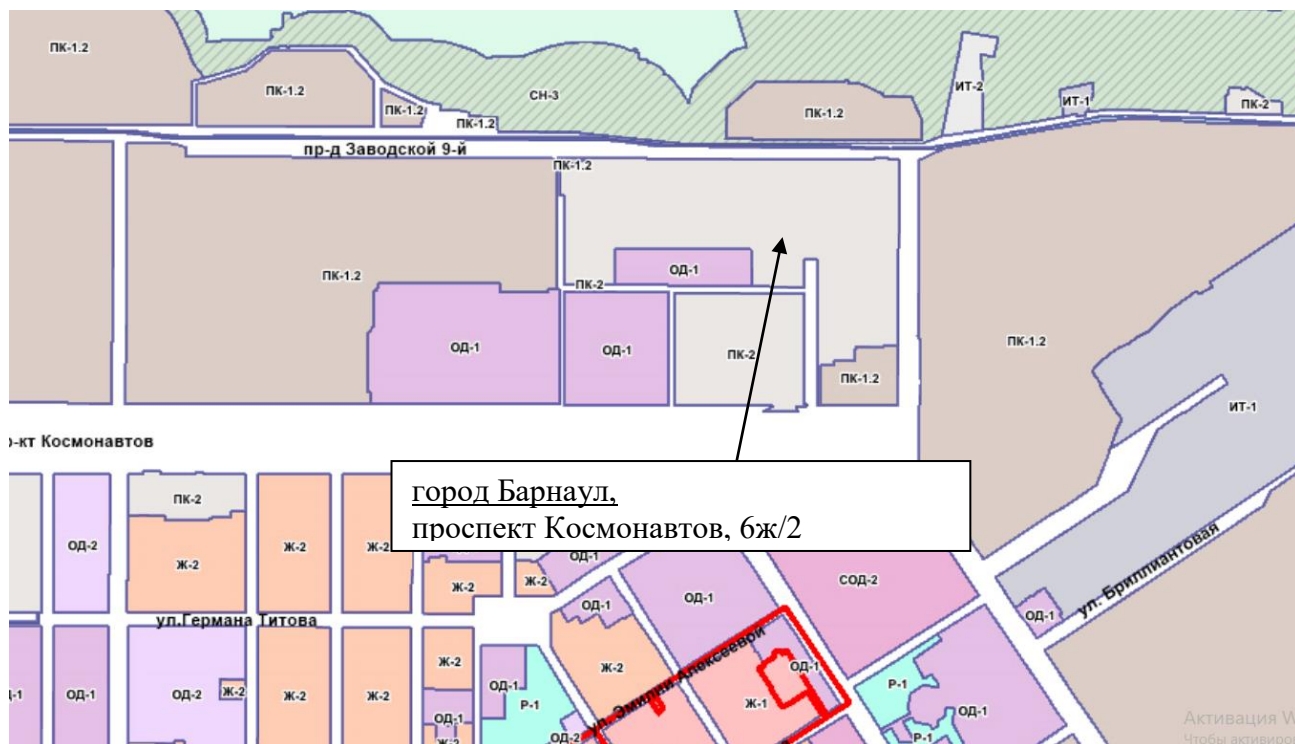 ПК-1.2
ПК-1.2
ПК-1.2
ПК-1.2
СН-3
ПК-1.2
ИТ-2
ИТ-1
ПК-2
пр-д Заводской 9-й
ПК-1.2
ПК-1.2
ОД-1
ПК-2
ОД-1
ОД-1
ПК-2
ПК-1.2
ПК-1.2
ИТ-1
р-кт Космонавтов
город Барнаул,
проспект Космонавтов, 6ж/2
ПК-2
ОД-2
Ж-2
Ж-2
Ж-2
Ж-2
Ж-2
ОД-1
ОД-1
ОД-1
СОД-2
ул. Бриллиантовая
ОД-1
ул.Германа Титова
ОД-1
ОД-2
Ж-2
Ж-2
Ж-2
Ж-2
ОД-1
Ж-2
ОД-1
Р-1
ОД-2
Ж-2
ул. Эмилии Алексеевой
Ж-1
ОД-1
Р-1
ОД-1
Р-1
Активация W
Чтобы активиров